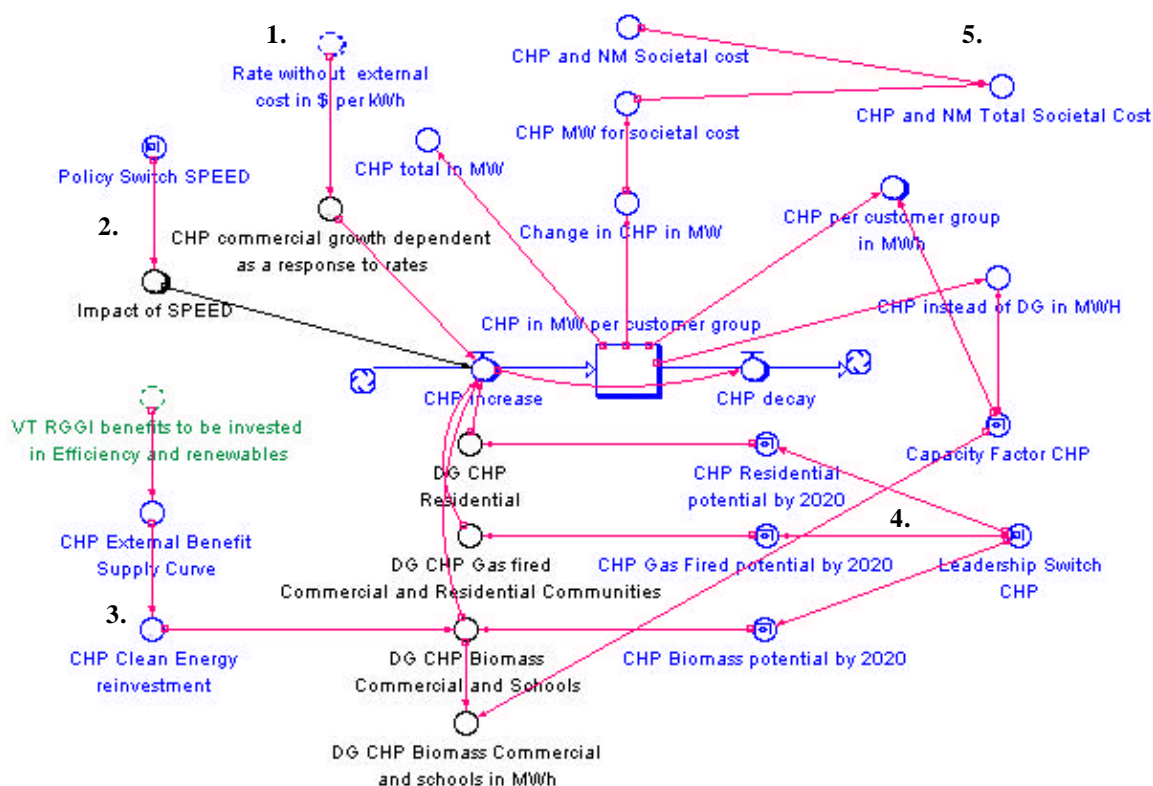 1.
5.
CHP and NM Societal cost
Rate without external
cost in $ per kWh
CHP and NM Total Societal Cost
CHP MW for societal cost
CHP total in MW
Policy Switch SPEED
2.
CHP per customer group
in MWh
CHP commercial growth dependent
as a response to rates
Change in CHP in MW
Impact of SPEED
CHP instead of DG in MWH
CHP in MW per customer group
CHP increase
CHP decay
VT RGGI benefits to be invested
in Efficiency and renewables
DG CHP
Residential
CHP Residential
potential by 2020
Capacity Factor CHP
4.
CHP External Benefit
Supply Curve
DG CHP Gas fired
Commercial and Residential Communities
CHP Gas Fired potential by 2020
Leadership Switch
CHP
3.
CHP Clean Energy
reinvestment
DG CHP Biomass
Commercial and Schools
CHP Biomass potential by 2020
DG CHP Biomass Commercial
and schools in MWh